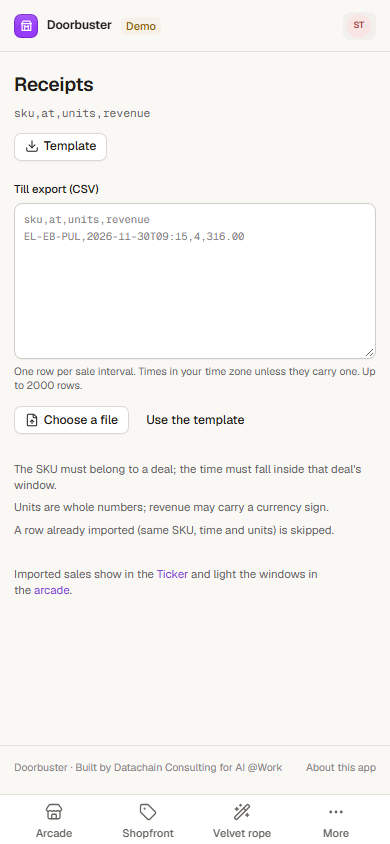 Doorbuster Demo ST
Receipts
sku,at,units,revenue
Template
Till export (CSV)
sku,at,units,revenue
EL-EB-PUL,2026-11-30T09:15,4,316.00
One row per sale interval. Times in your time zone unless they carry one. Up
to 2000 rows.
Choose a file Use the template
The SKU must belong to a deal; the time must fall inside that deal's
window.
Units are whole numbers; revenue may carry a currency sign.
A row already imported (same SKU, time and units) is skipped.
Imported sales show in the Ticker and light the windows in
the arcade.
Doorbuster · Built by Datachain Consulting for AI @Work About this app
Arcade Shopfront Velvet rope More